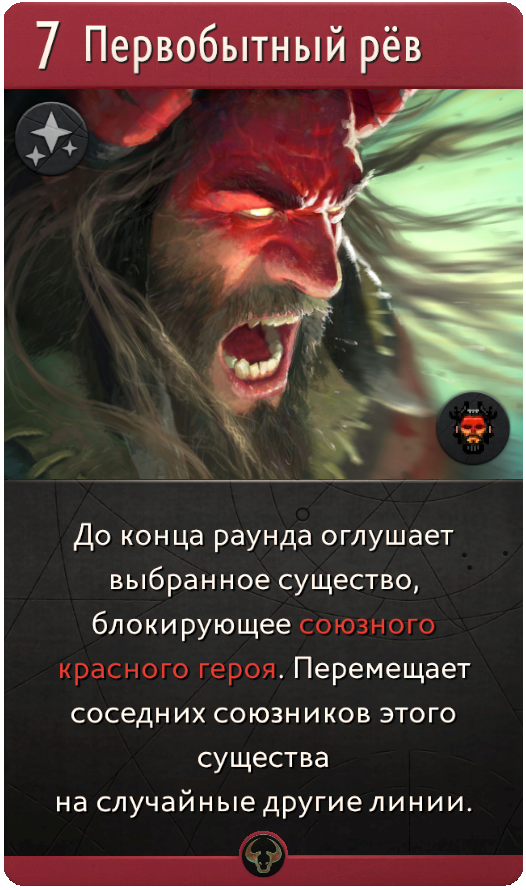 7 Первобытный рёв
До конца раунда оглушает
выбранное существо,
блокирующее союзного
красного героя. Перемещает
соседних союзников этого
существа
на случайные другие линии.